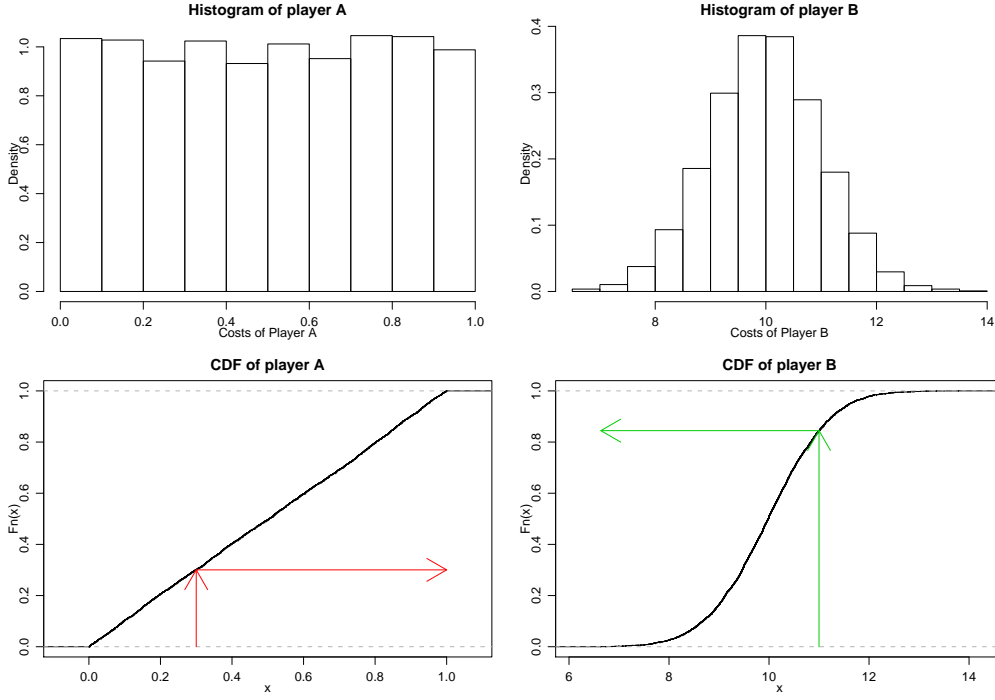 Histogram of player A
Density
0.0 0.2 0.4 0.6 0.8 1.0
0.0 0.2 0.4 0.6 0.8 1.0
Costs of Player A
Histogram of player B
Density
0.0 0.1 0.2 0.3 0.4
8 10 12 14
Costs of Player B
CDF of player A
Fn(x)
0.0 0.2 0.4 0.6 0.8 1.0
0.0 0.2 0.4 0.6 0.8 1.0
x
CDF of player B
Fn(x)
0.0 0.2 0.4 0.6 0.8 1.0
6 8 10 12 14
x